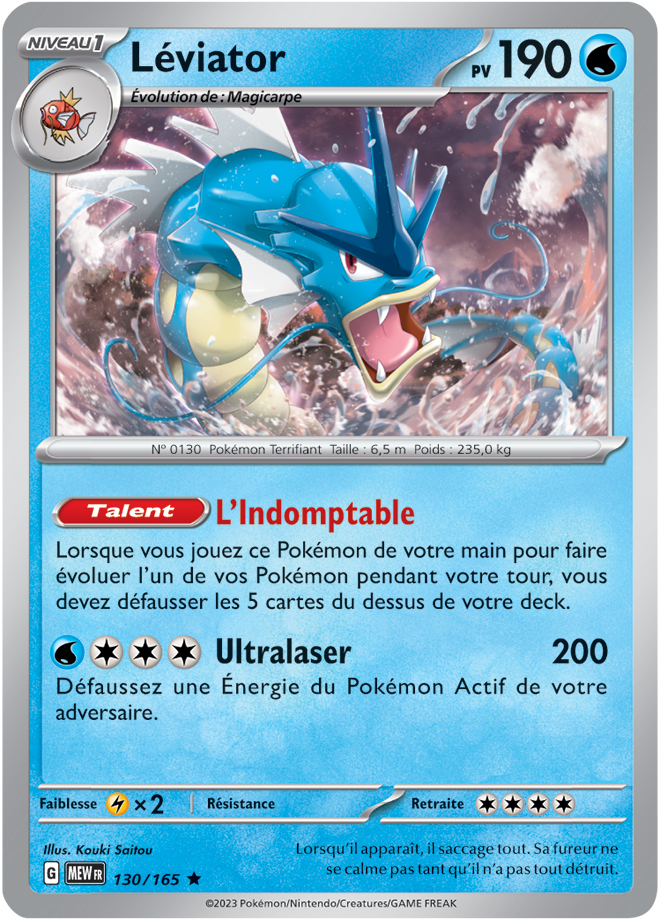 NIVEAU 1
Léviator
PV 190
Évolution de : Magicarpe
N° 0130 Pokémon Terrifiant Taille : 6,5 m Poids : 235,0 kg
Talent L'Indomptable
Lorsque vous jouez ce Pokémon de votre main pour faire
évoluer l'un de vos Pokémon pendant votre tour, vous
devez défausser les 5 cartes du dessus de votre deck.
Ultralaser 200
Défaussez une Énergie du Pokémon Actif de votre
adversaire.
Faiblesse ×2 Résistance Retraite
Illus. Kouki Saitou
G MEW FR 130/165 ★
Lorsqu'il apparaît, il saccage tout. Sa fureur ne
se calme pas tant qu'il n'a pas tout détruit.
©2023 Pokémon/Nintendo/Creatures/GAME FREAK